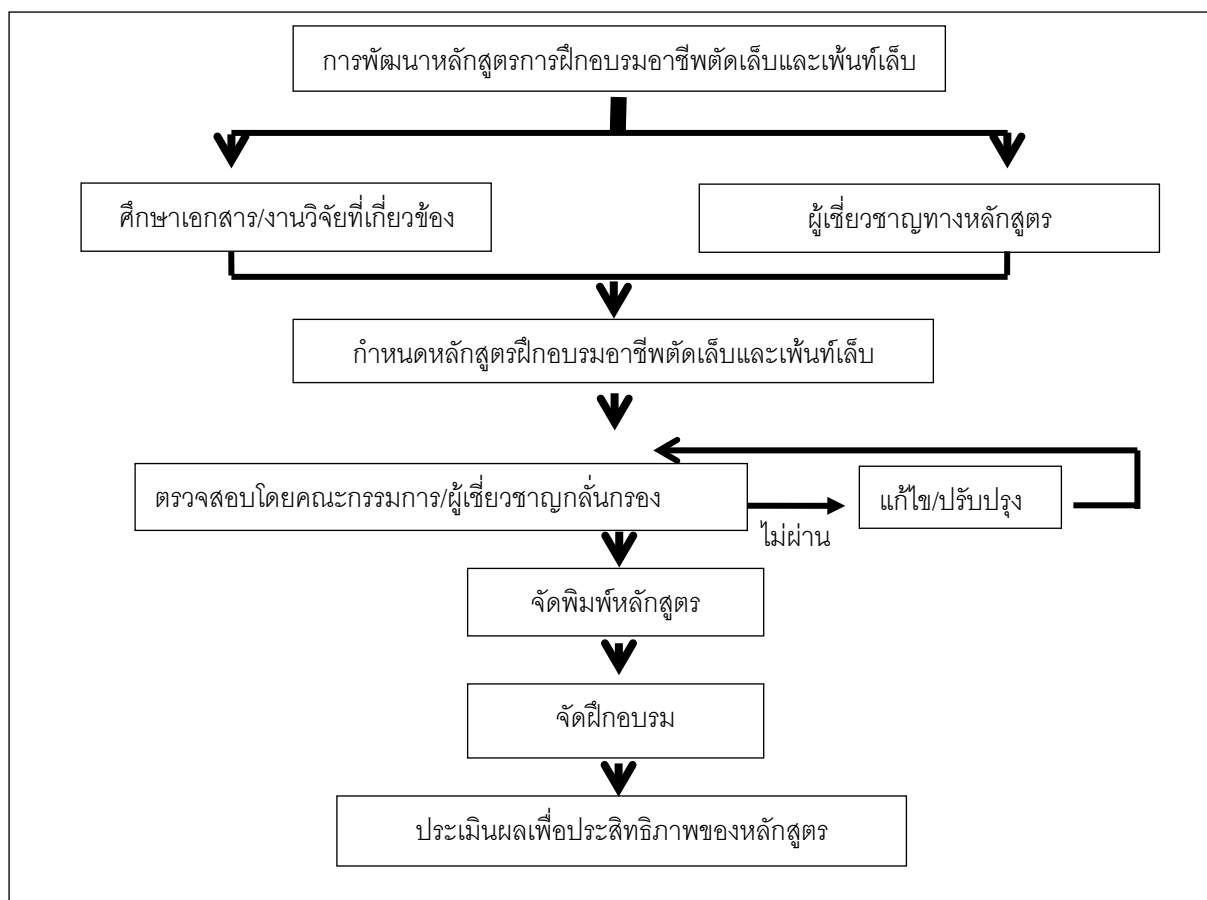 การพัฒนาหลักสูตรการฝึกอบรมอาชีพตัดเล็บและเพ้นท์เล็บ
ศึกษาเอกสาร/งานวิจัยที่เกี่ยวข้อง
ผู้เชี่ยวชาญทางหลักสูตร
กำหนดหลักสูตรฝึกอบรมอาชีพตัดเล็บและเพ้นท์เล็บ
ตรวจสอบโดยคณะกรรมการ/ผู้เชี่ยวชาญกลั่นกรอง
แก้ไข/ปรับปรุง
ไม่ผ่าน
จัดพิมพ์หลักสูตร
จัดฝึกอบรม
ประเมินผลเพื่อประสิทธิภาพของหลักสูตร